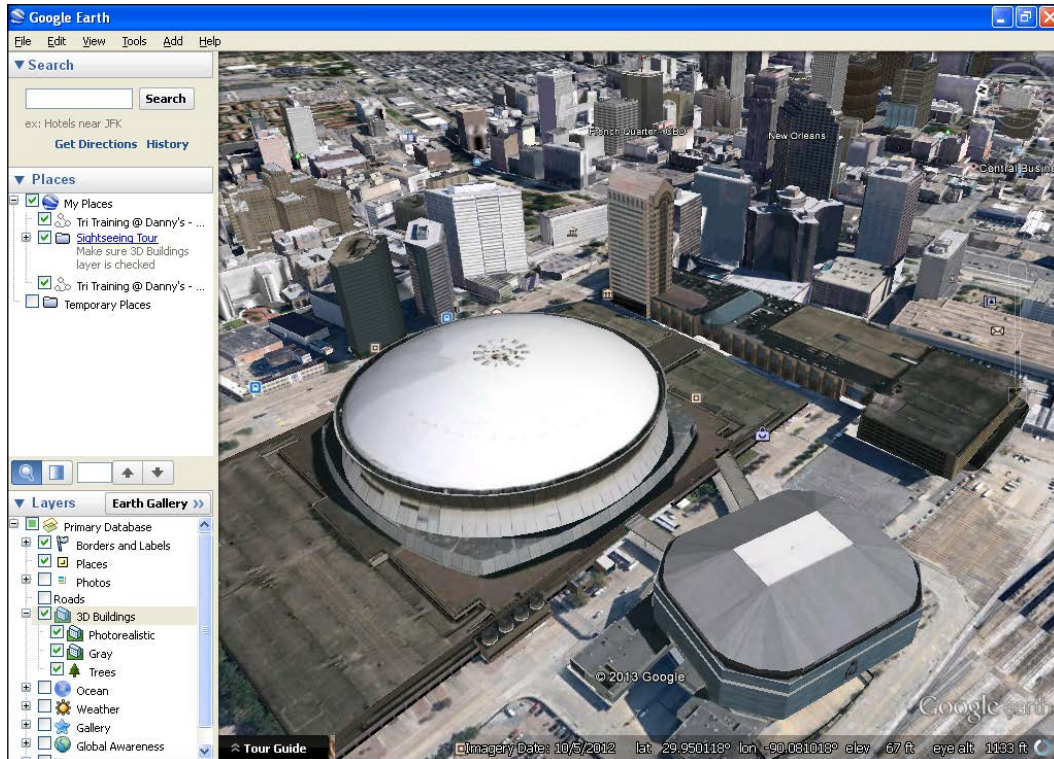 Google Earth
File Edit View Tools Add Help
Search
Search
ex: Hotels near JFK
Get Directions History
Places
My Places
Tri Training @ Danny's - ...
Sightseeing Tour
Make sure 3D Buildings
layer is checked
Tri Training @ Danny's - ...
Temporary Places
Layers Earth Gallery >>
Primary Database
Borders and Labels
Places
Photos
Roads
3D Buildings
Photorealistic
Gray
Trees
Ocean
Weather
Gallery
Global Awareness
French Quarter - CBD
New Orleans
Central Busin
N
© 2013 Google
Google earth
Tour Guide
Imagery Date: 10/5/2012 lat 29.950118° lon -90.081018° elev 67 ft eye alt 1133 ft